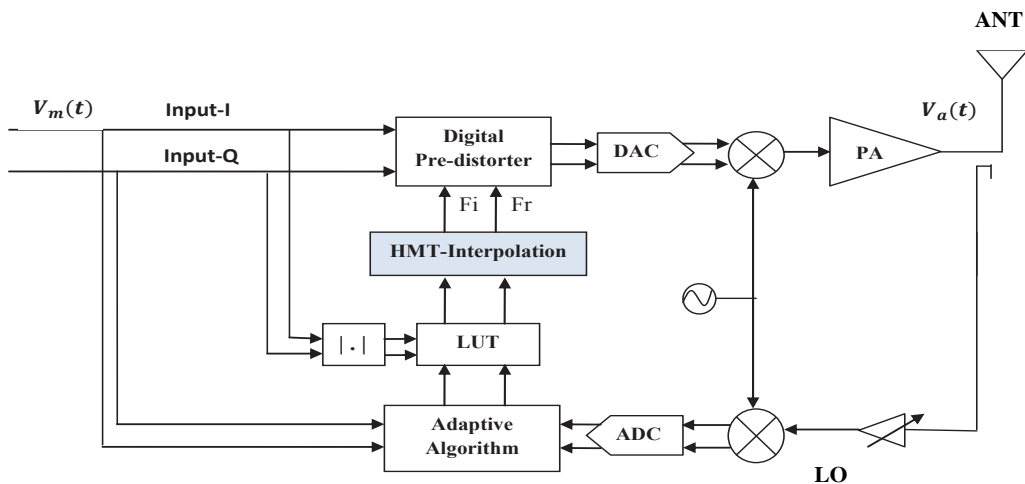 ANT
V_m(t)
Input-I
V_a(t)
Digital
Pre-distorter
DAC
PA
Input-Q
Fi
Fr
HMT-Interpolation
|.|
LUT
Adaptive
Algorithm
ADC
LO